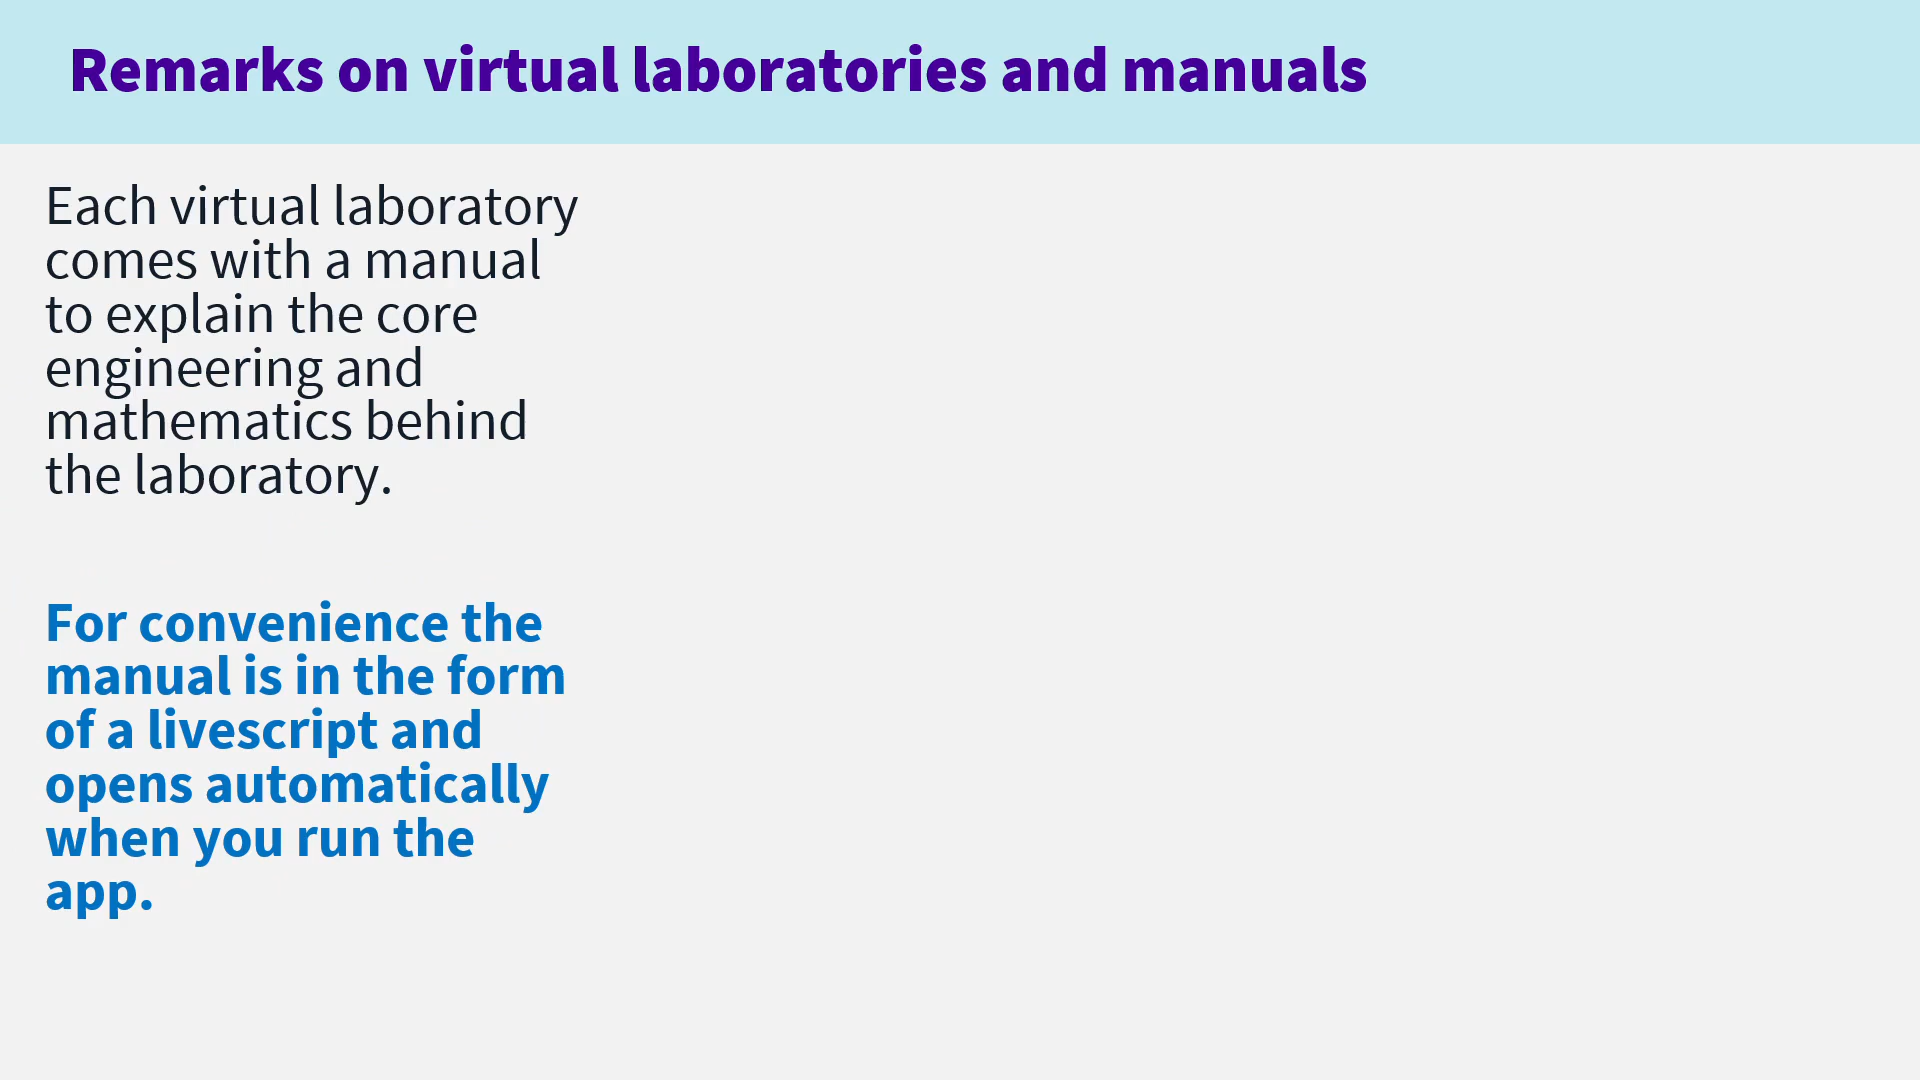 Remarks on virtual laboratories and manuals
Each virtual laboratory
comes with a manual
to explain the core
engineering and
mathematics behind
the laboratory.
For convenience the
manual is in the form
of a livescript and
opens automatically
when you run the
app.